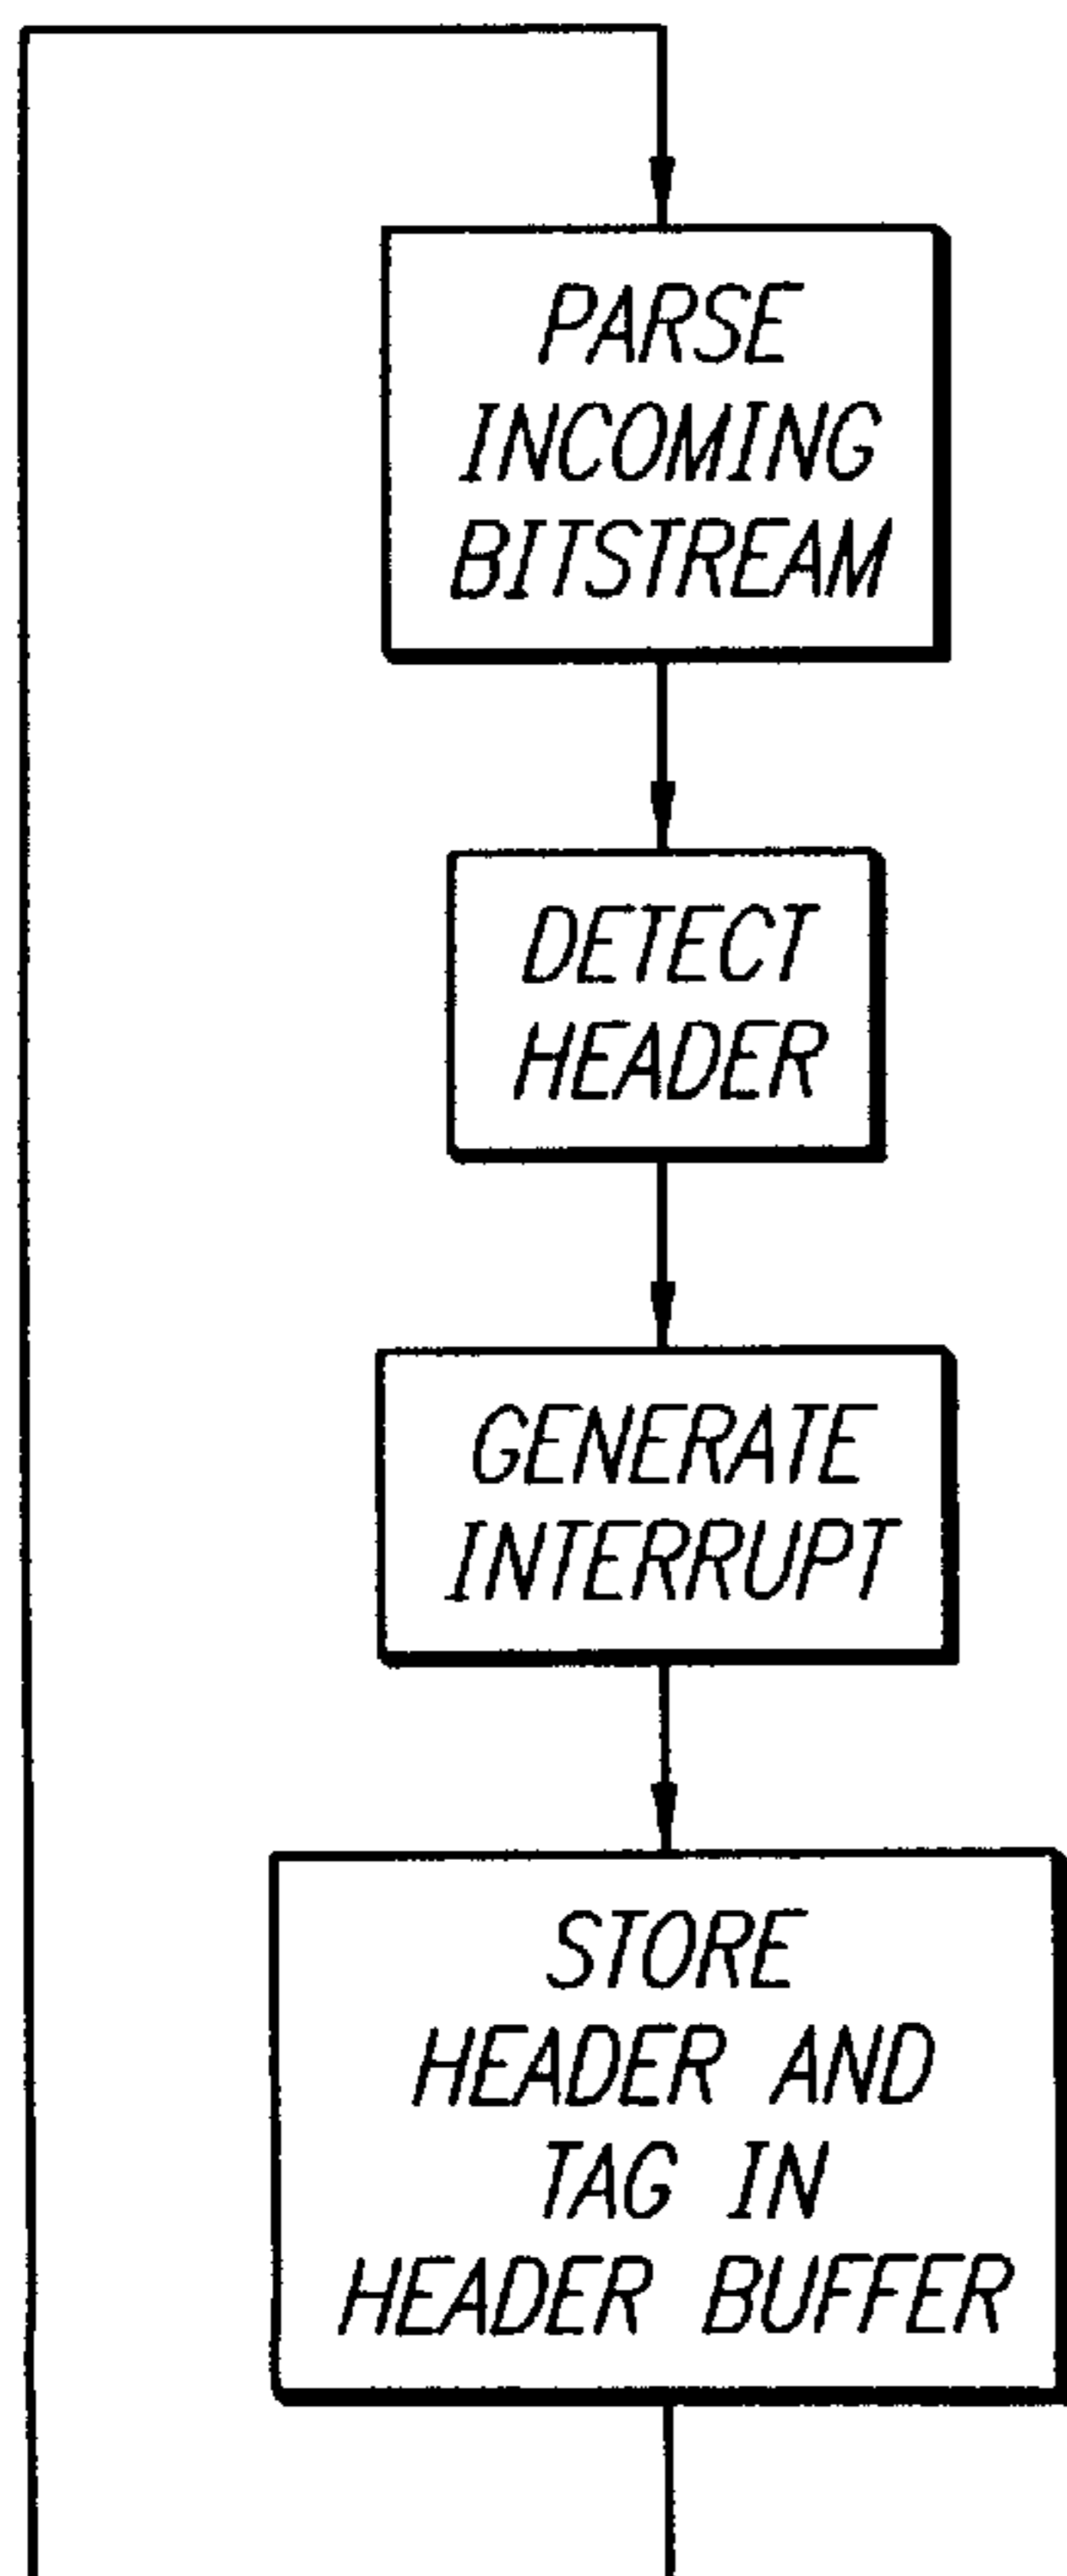 PARSE
INCOMING
BITSTREAM
DETECT
HEADER
GENERATE
INTERRUPT
STORE
HEADER AND
TAG IN
HEADER BUFFER